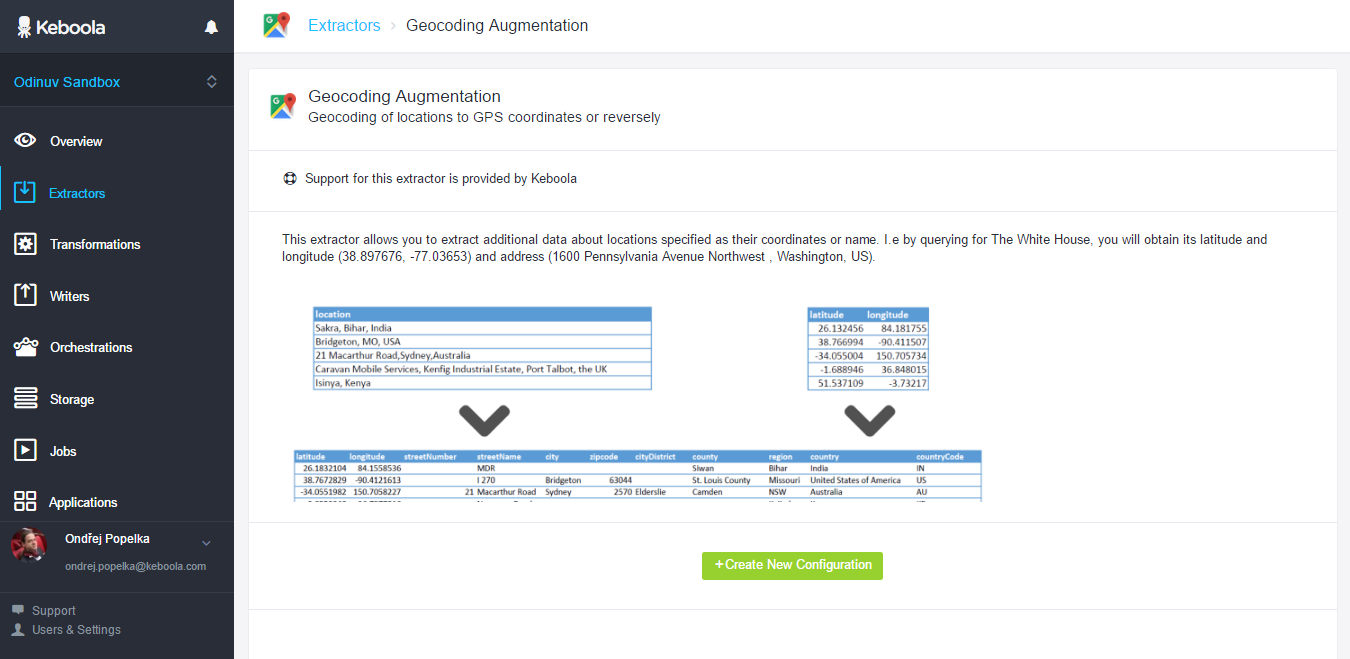 Keboola
Odinuv Sandbox
Overview
Extractors
Transformations
Writers
Orchestrations
Storage
Jobs
Applications
Ondřej Popelka
ondrej.popelka@keboola.com
Support
Users & Settings
Extractors › Geocoding Augmentation
Geocoding Augmentation
Geocoding of locations to GPS coordinates or reversely
Support for this extractor is provided by Keboola
This extractor allows you to extract additional data about locations specified as their coordinates or name. I.e by querying for The White House, you will obtain its latitude and
longitude (38.897676, -77.03653) and address (1600 Pennsylvania Avenue Northwest , Washington, US).
location
Sakra, Bihar, India
Bridgeton, MO, USA
21 Macarthur Road,Sydney,Australia
Caravan Mobile Services, Kenfig Industrial Estate, Port Talbot, the UK
Isinya, Kenya
latitude longitude
26.132456 84.181755
38.766994 -90.411507
-34.055004 150.705734
-1.688946 36.848015
51.537109 -3.73217
latitude longitude streetNumber streetName city zipcode cityDistrict county region country countryCode
26.1832104 84.1558536 MDR Siwan Bihar India IN
38.7672829 -90.4121613 I 270 Bridgeton 63044 St. Louis County Missouri United States of America US
-34.0551982 150.7058227 21 Macarthur Road Sydney 2570 Elderslie Camden NSW Australia AU
+Create New Configuration